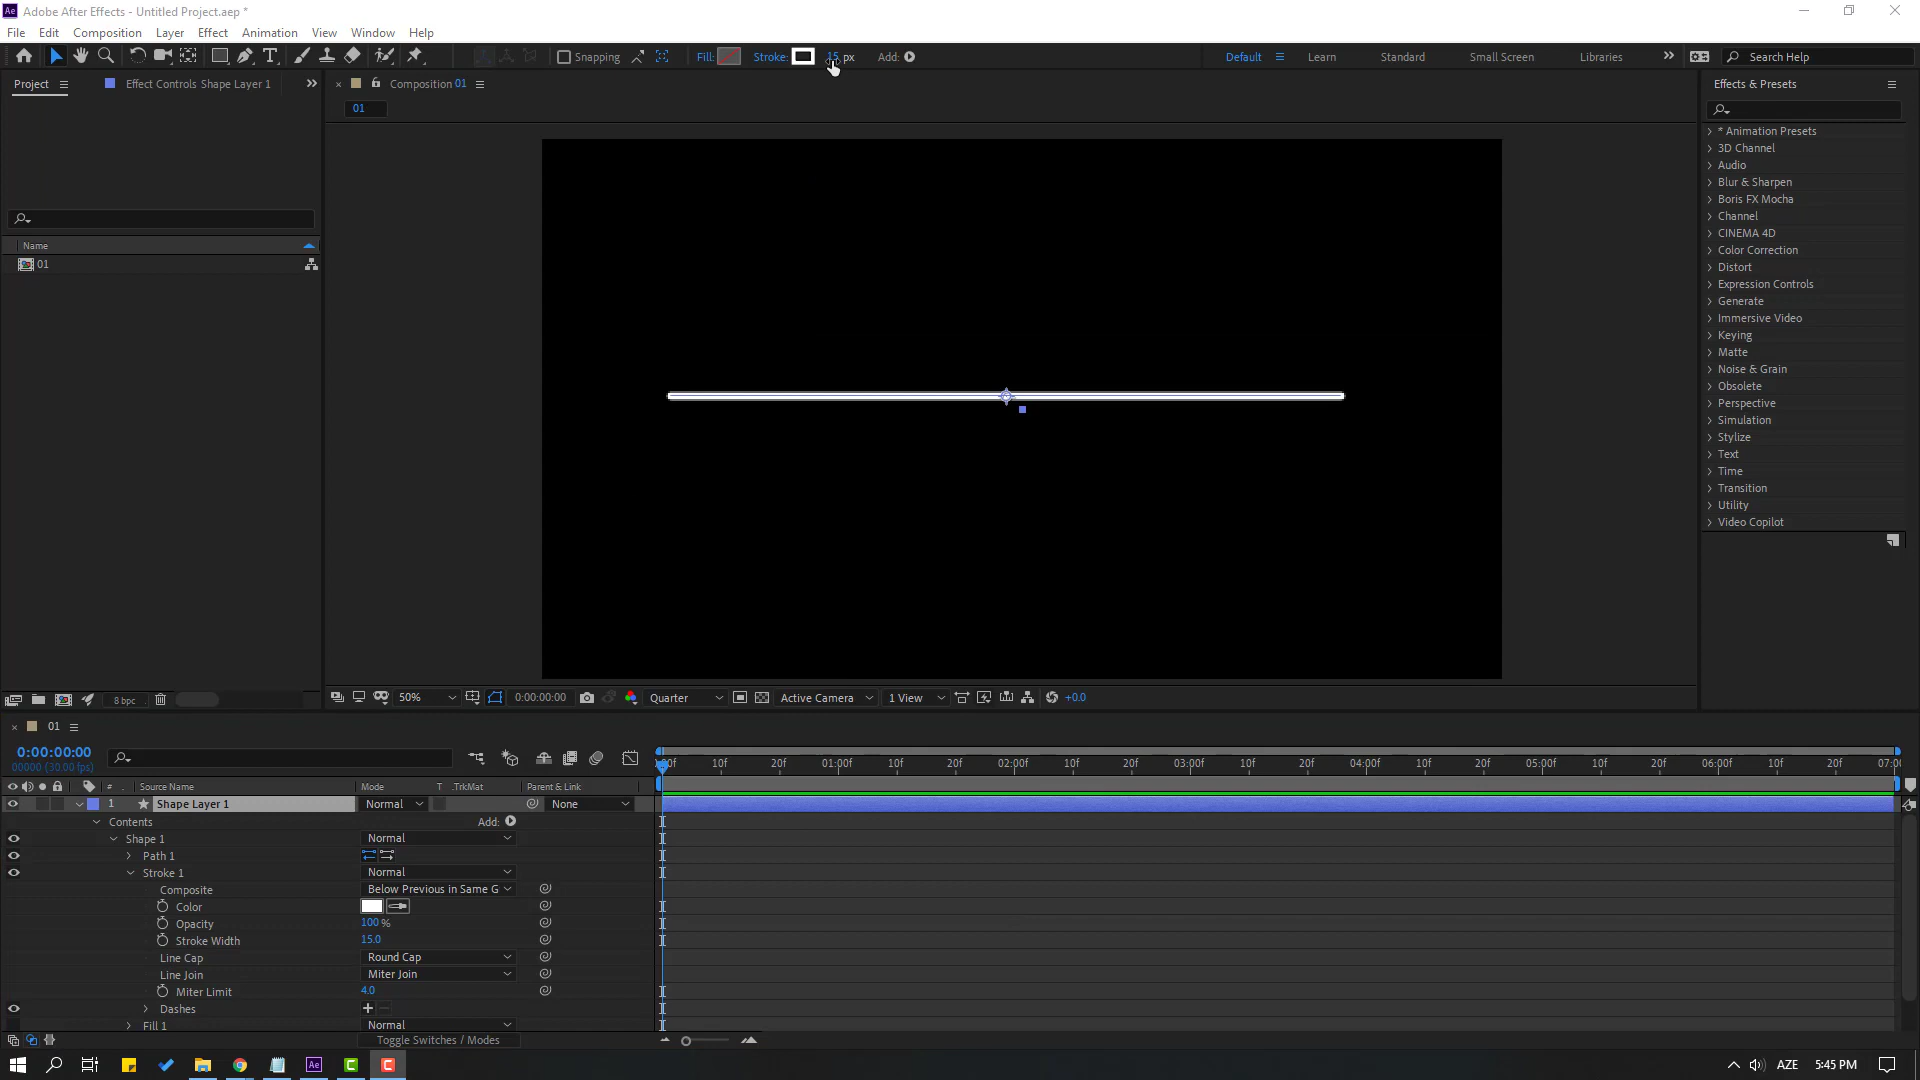 Ae Adobe After Effects - Untitled Project.aep *
File Edit Composition Layer Effect Animation View Window Help
Snapping Fill: Stroke: 15 px Add: Default Learn Standard Small Screen Libraries Search Help
Project Effect Controls Shape Layer 1 Composition 01 Effects & Presets
01
* Animation Presets
3D Channel
Audio
Blur & Sharpen
Boris FX Mocha
Channel
CINEMA 4D
Color Correction
Distort
Expression Controls
Generate
Immersive Video
Keying
Matte
Noise & Grain
Obsolete
Perspective
Simulation
Stylize
Text
Time
Transition
Utility
Video Copilot
Name
01
8 bpc
50% 0:00:00:00 Quarter Active Camera 1 View +0.0
01
0:00:00:00
00000 (30.00 fps)
10f 20f 01:00f 10f 20f 02:00f 10f 20f 03:00f 10f 20f 04:00f 10f 20f 05:00f 10f 20f 06:00f 10f 20f 07:00
# Source Name Mode T .TrkMat Parent & Link
1 Shape Layer 1 Normal None
Contents Add:
Shape 1 Normal
Path 1
Stroke 1 Normal
Composite Below Previous in Same G
Color
Opacity 100 %
Stroke Width 15.0
Line Cap Round Cap
Line Join Miter Join
Miter Limit 4.0
Dashes
Fill 1 Normal
Toggle Switches / Modes
Ae C C AZE 5:45 PM